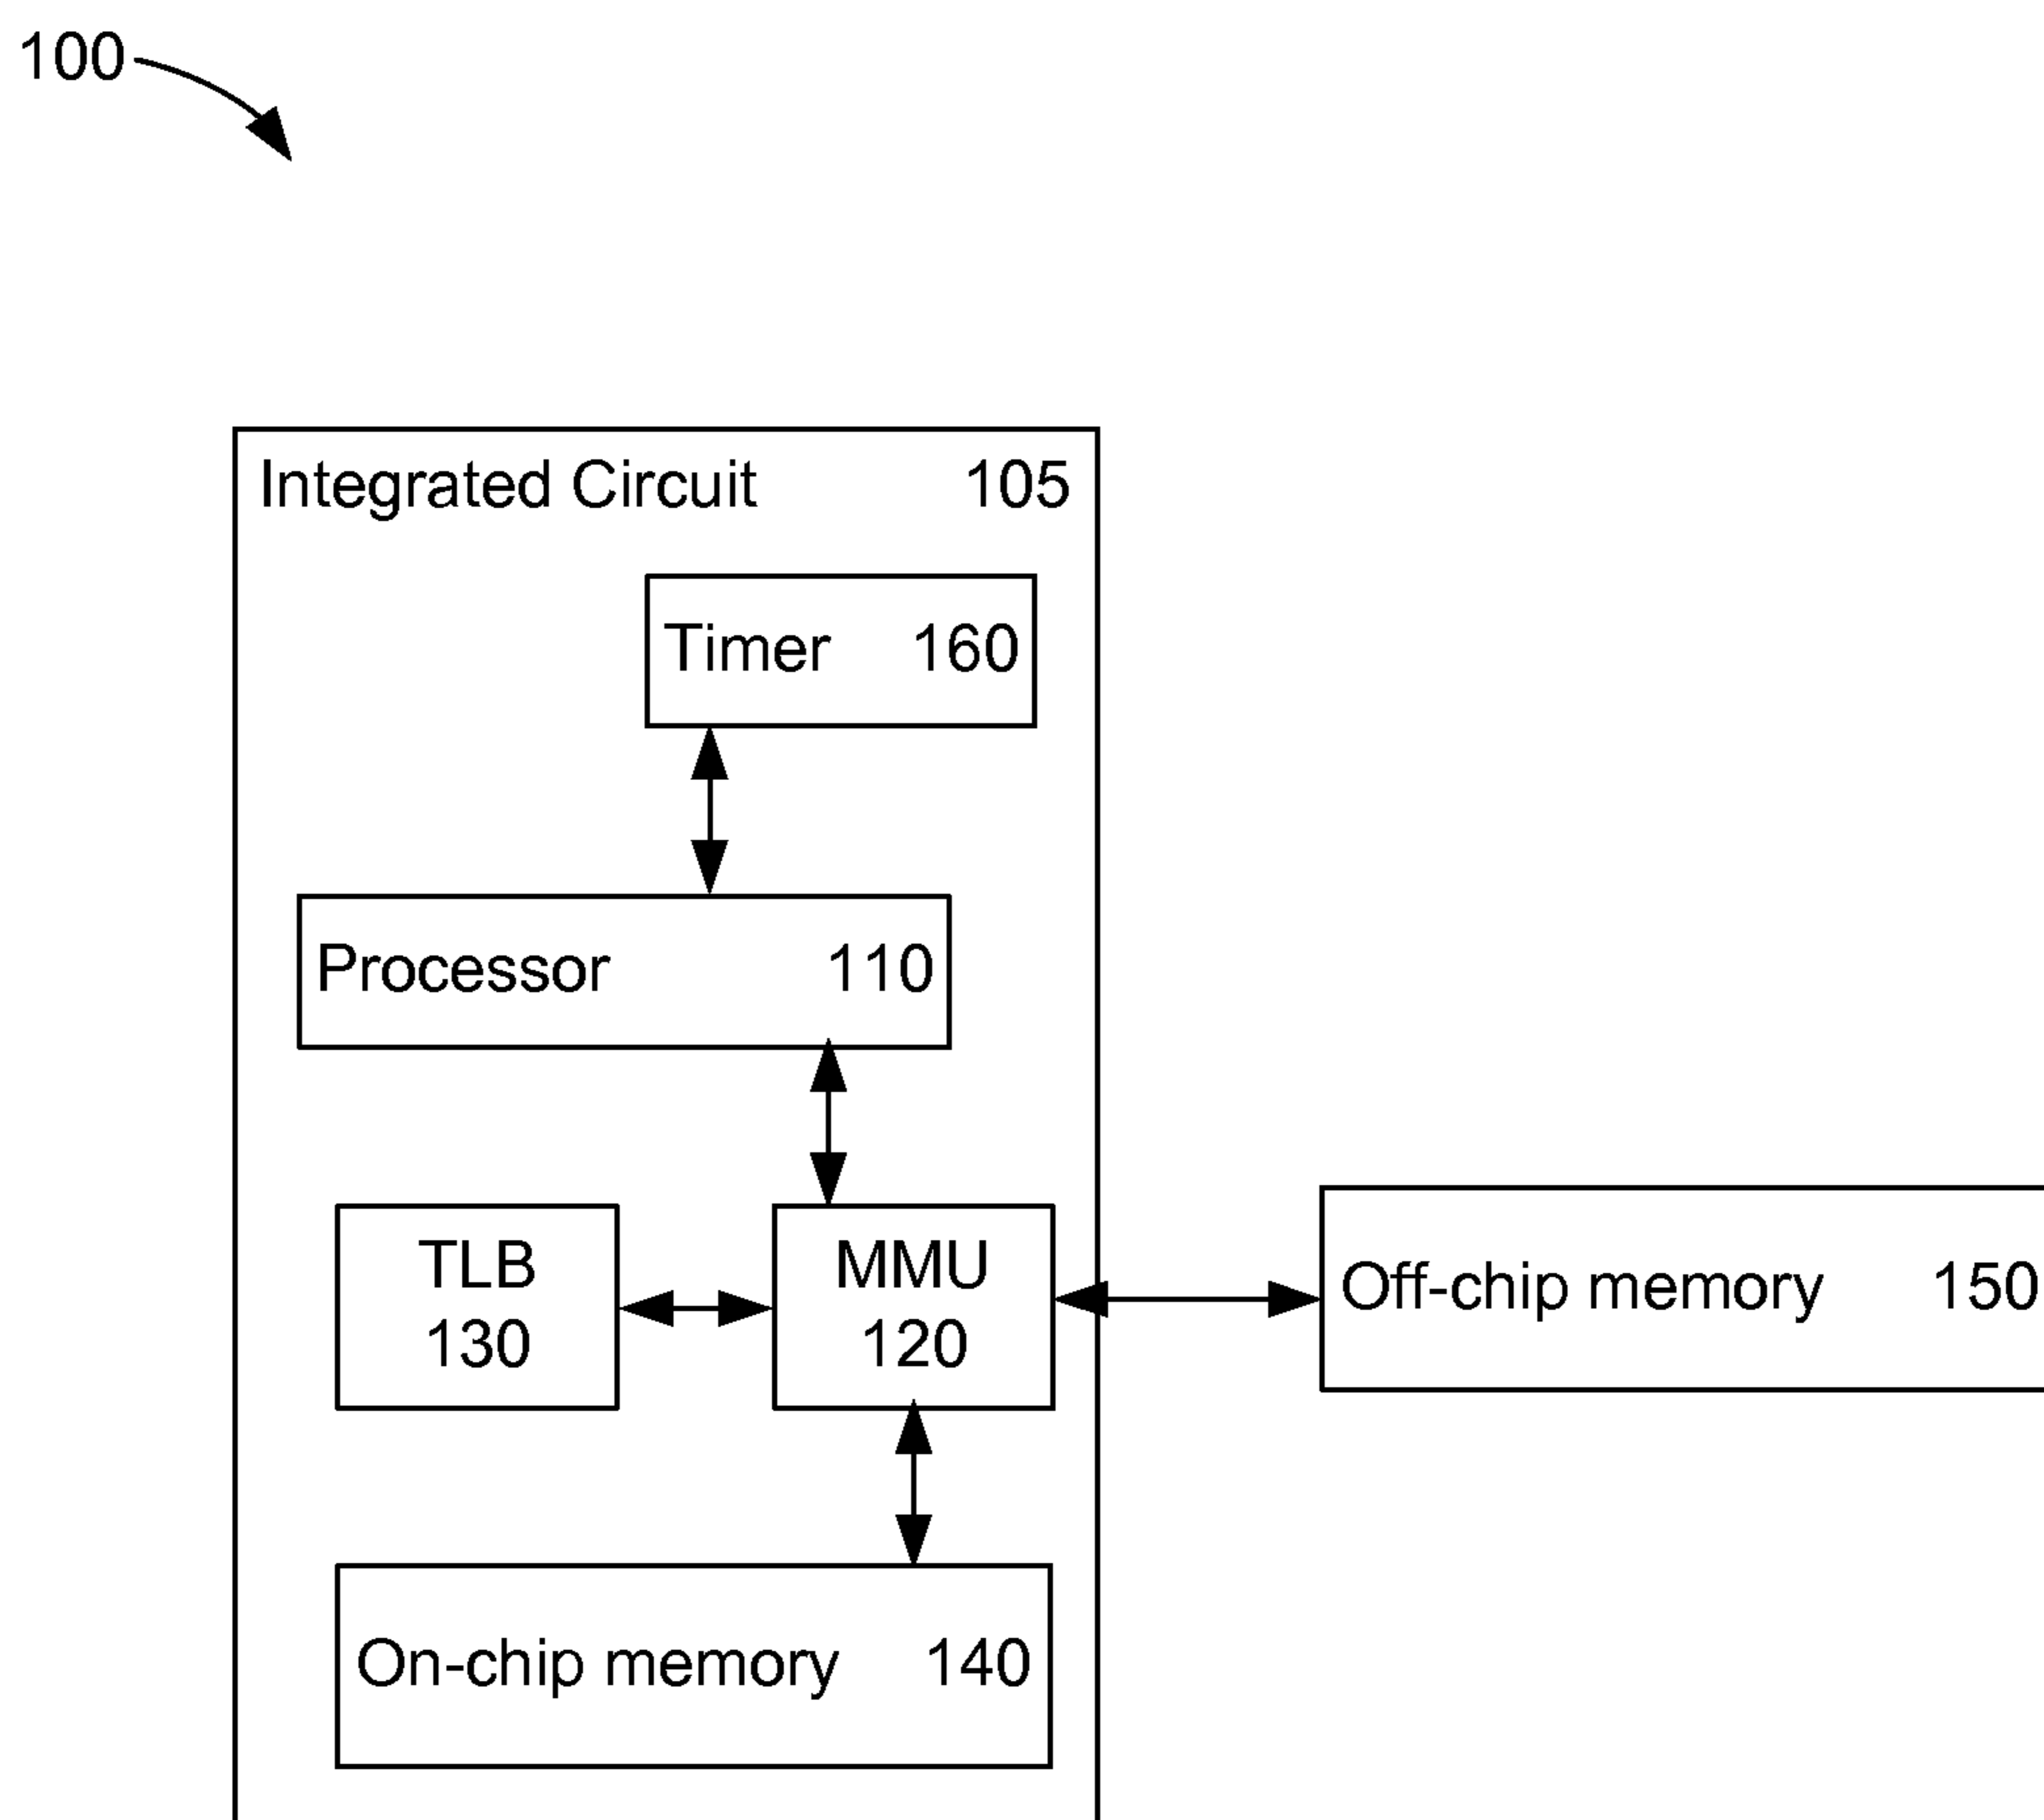 100
Integrated Circuit 105
Timer 160
Processor 110
TLB
130
MMU
120
Off-chip memory 150
On-chip memory 140